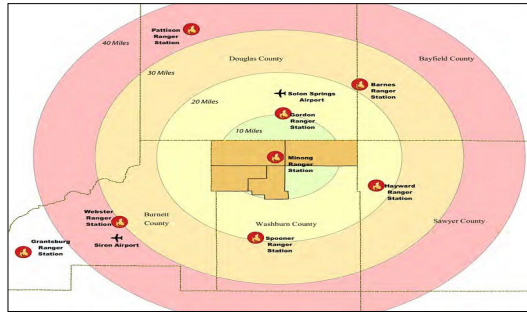 Pattison
Ranger
Station
40 Miles
Douglas County
Bayfield County
30 Miles
Barnes
Ranger
Station
Solon Springs
Airport
20 Miles
Gordon
Ranger
Station
10 Miles
Minong
Ranger
Station
Hayward
Ranger
Station
Webster
Ranger
Station
Burnett
County
Washburn County
Sawyer County
Siren Airport
Spooner
Ranger
Station
Grantsburg
Ranger
Station